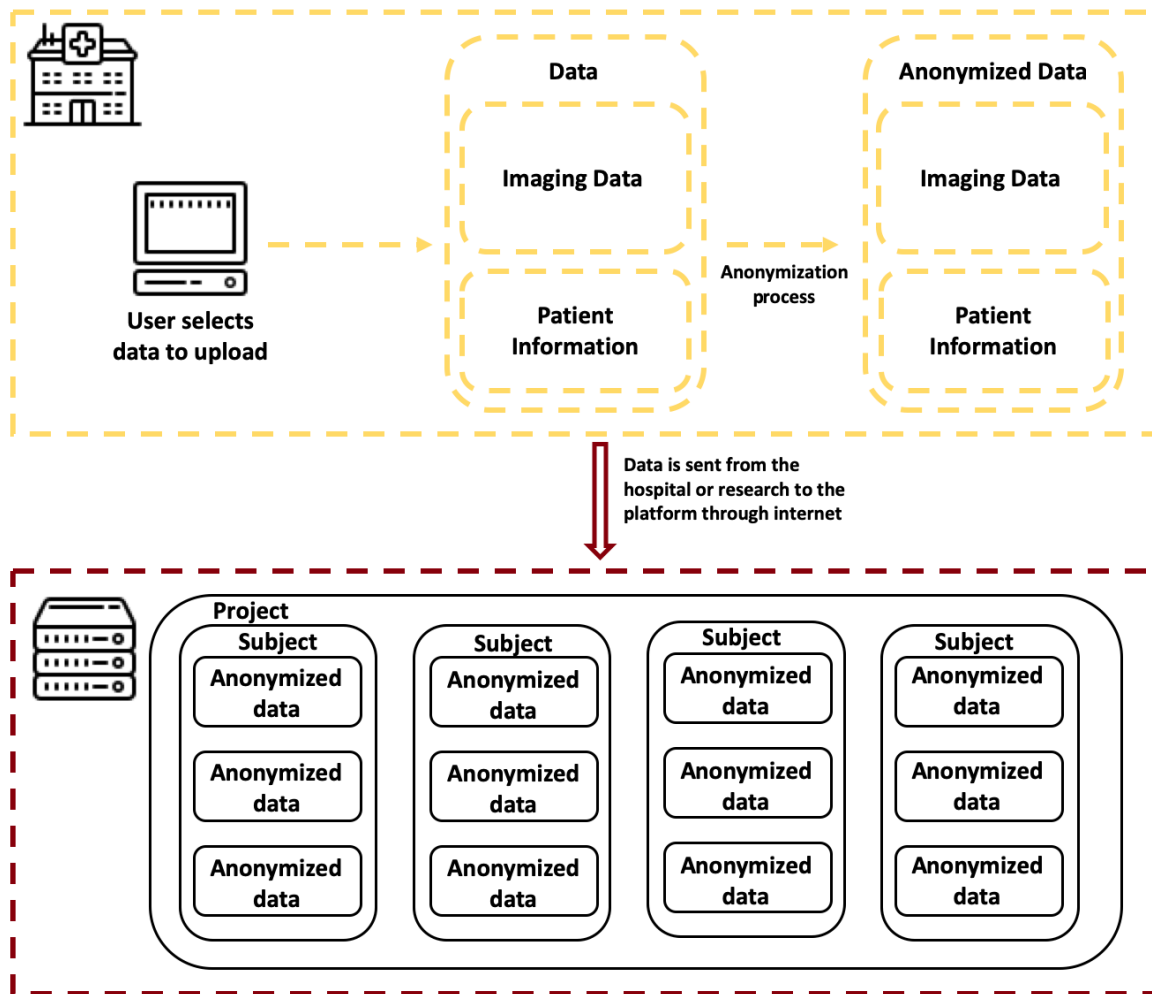 Data
Anonymized Data
Imaging Data
Imaging Data
Anonymization
process
User selects
data to upload
Patient
Information
Patient
Information
Data is sent from the
hospital or research to the
platform through internet
Project
Subject
Anonymized
data
Anonymized
data
Anonymized
data
Subject
Anonymized
data
Anonymized
data
Anonymized
data
Subject
Anonymized
data
Anonymized
data
Anonymized
data
Subject
Anonymized
data
Anonymized
data
Anonymized
data